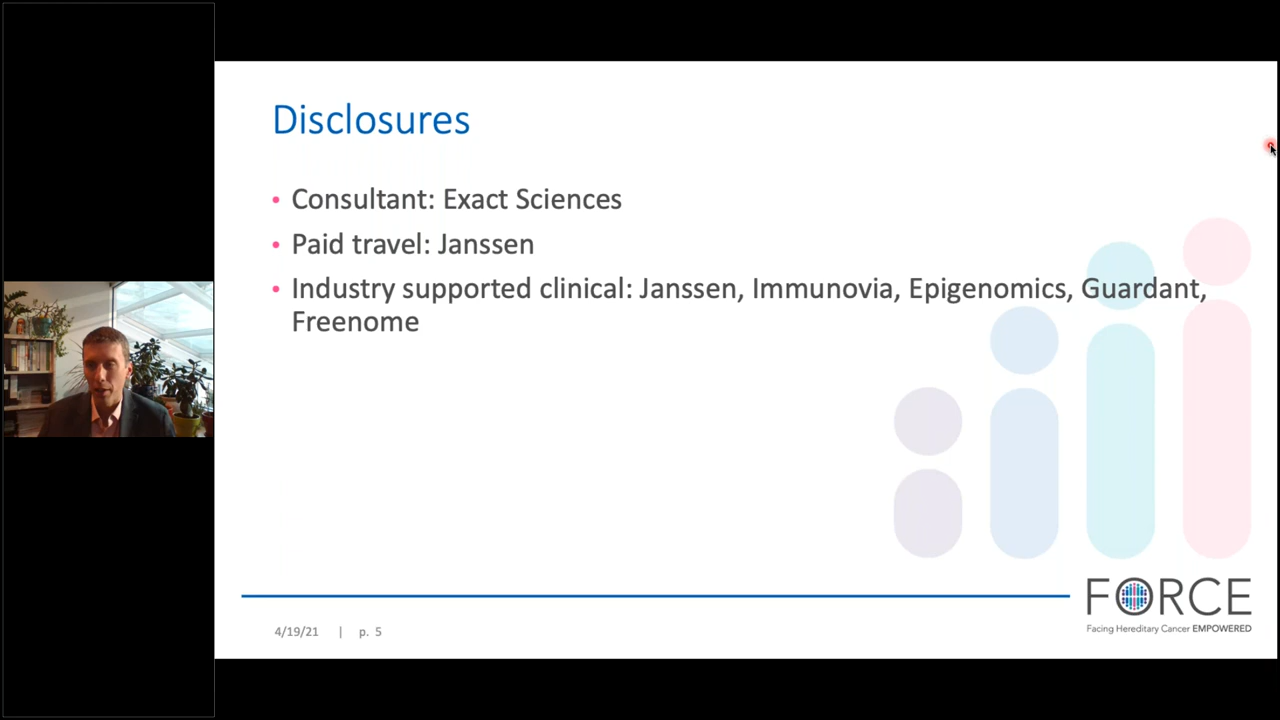 Disclosures
• Consultant: Exact Sciences
• Paid travel: Janssen
• Industry supported clinical: Janssen, Immunovia, Epigenomics, Guardant,
Freenome
4/19/21 | p. 5
FORCE
Facing Hereditary Cancer EMPOWERED